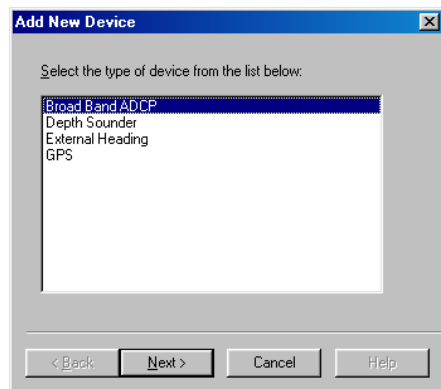 Add New Device
Select the type of device from the list below:
Broad Band ADCP
Depth Sounder
External Heading
GPS
< Back Next > Cancel Help